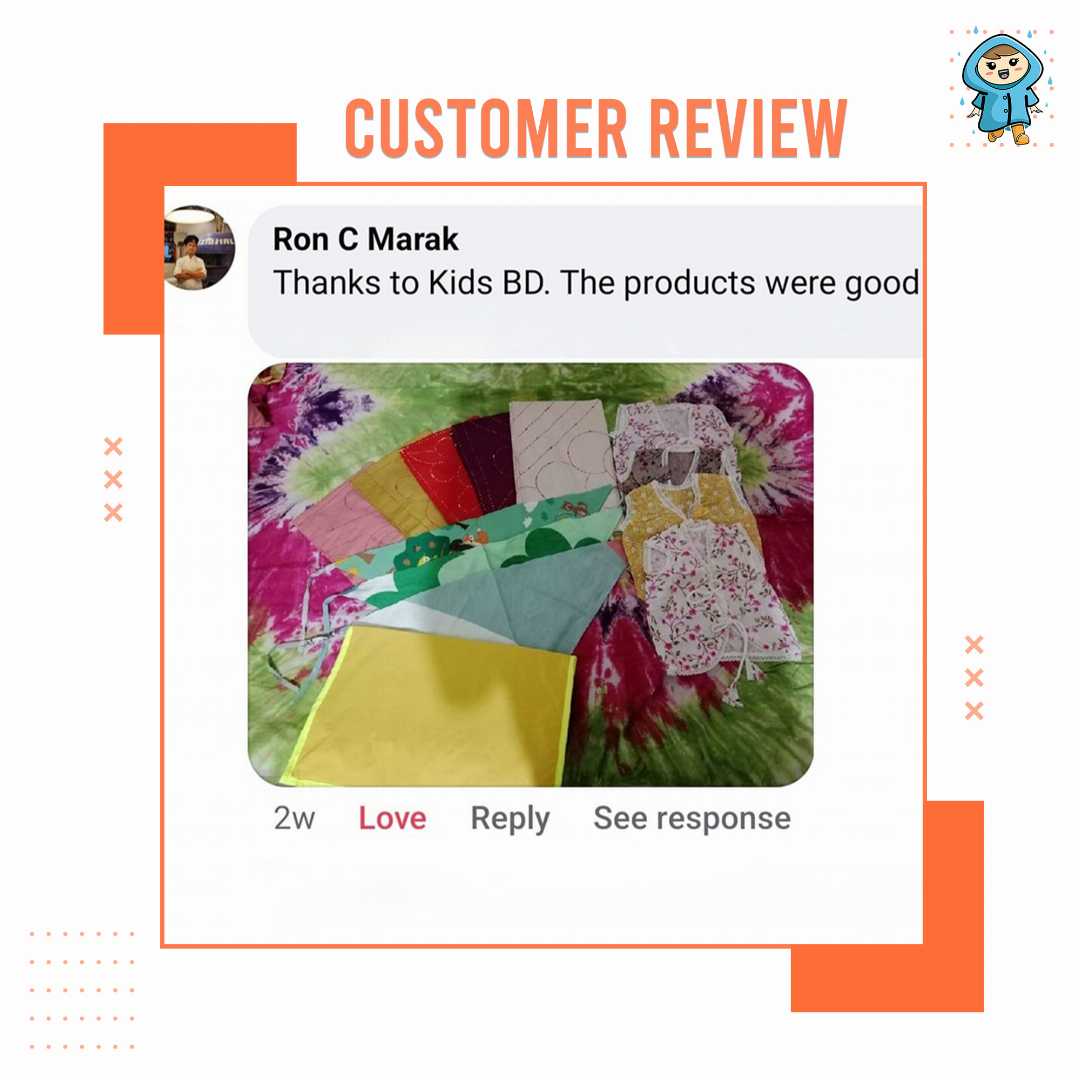 CUSTOMER REVIEW
Ron C Marak
Thanks to Kids BD. The products were good
2w Love Reply See response